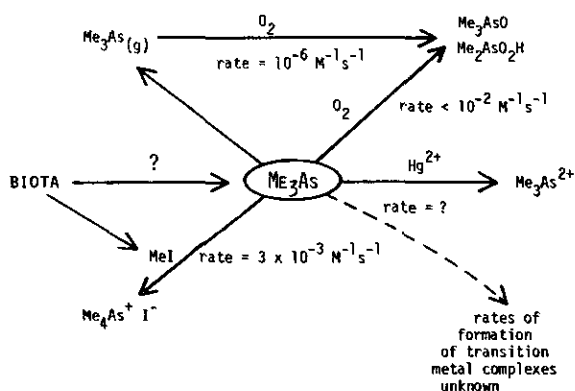 Me₃As(g)
O₂
rate = 10⁻⁶ M⁻¹s⁻¹
Me₃AsO
Me₂AsO₂H
O₂
rate < 10⁻² M⁻¹s⁻¹
BIOTA
?
ME₃As
Hg²⁺
Me₃As²⁺
rate = ?
MeI
rate = 3 x 10⁻³ M⁻¹s⁻¹
Me₄As⁺ I⁻
rates of
formation
of transition
metal complexes
unknown